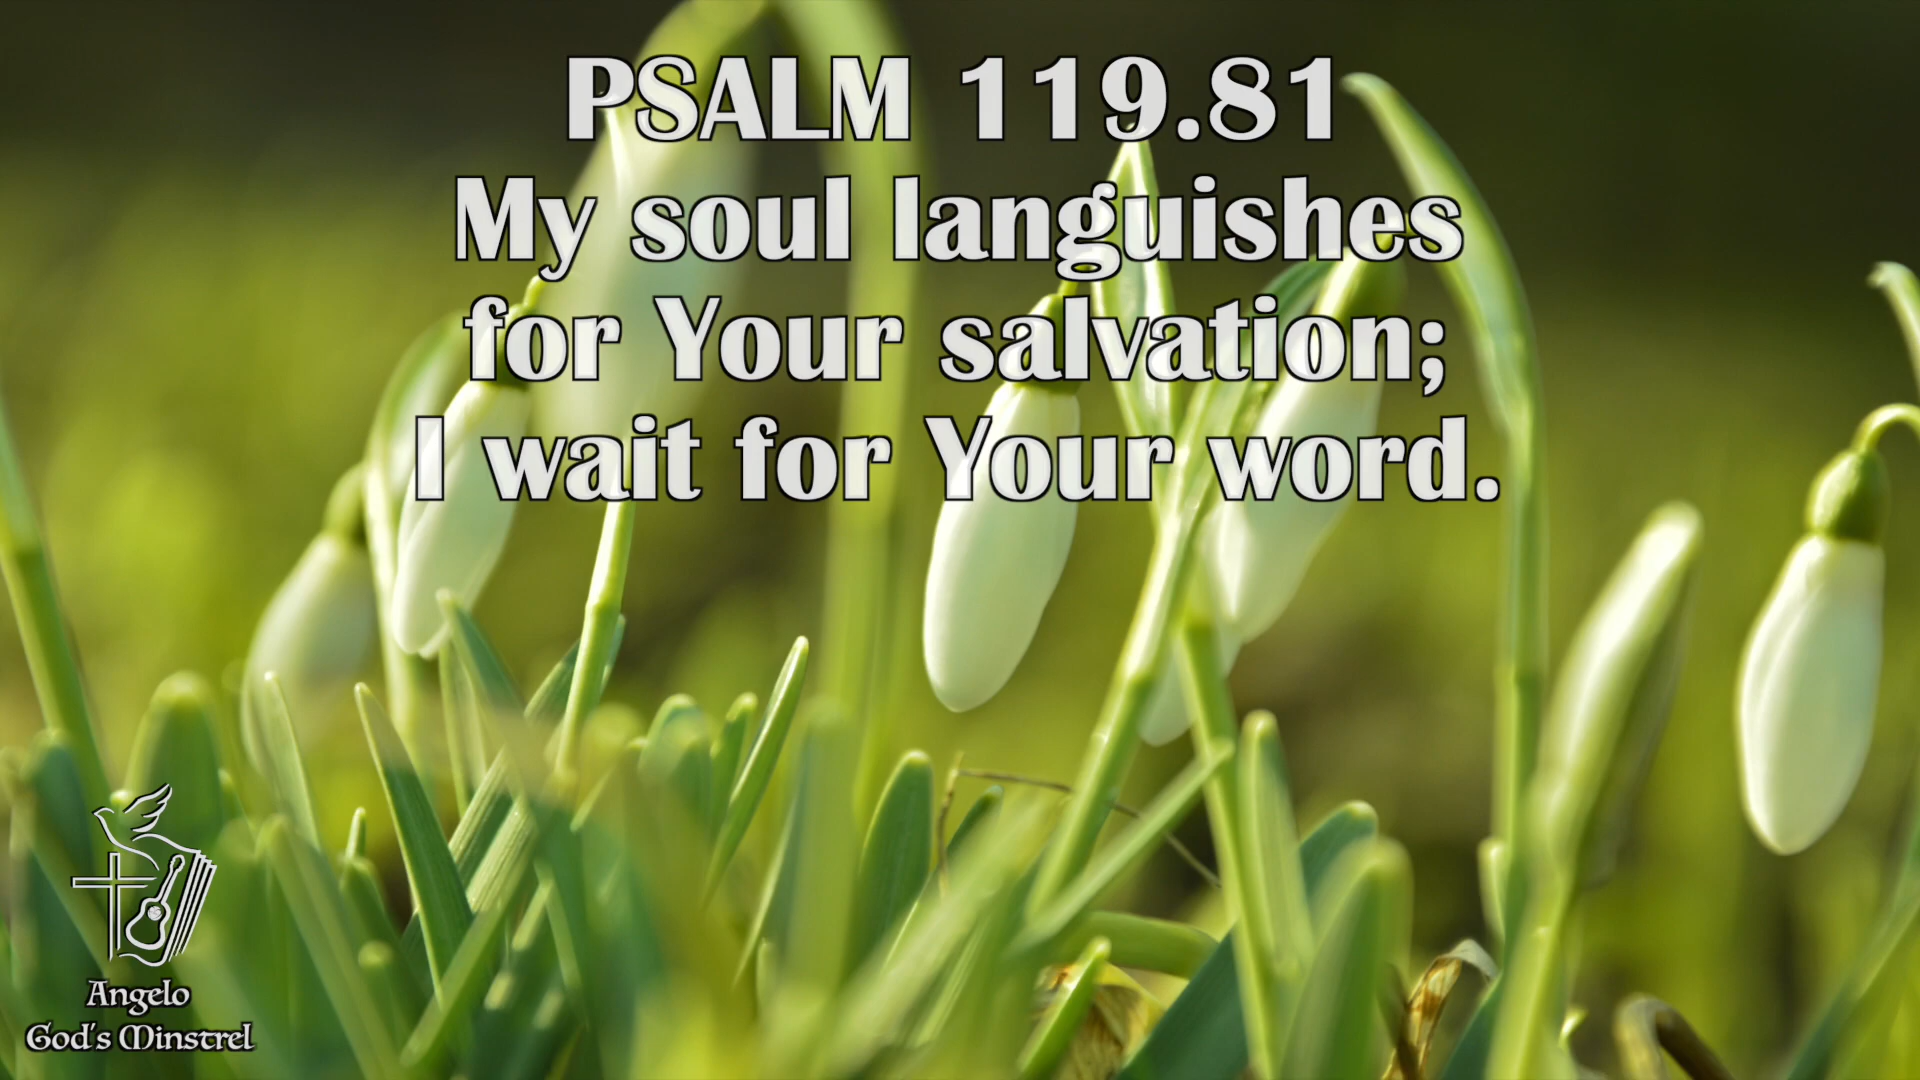 PSALM 119.81
My soul languishes
for Your salvation;
I wait for Your word.
Angelo
God's Minstrel